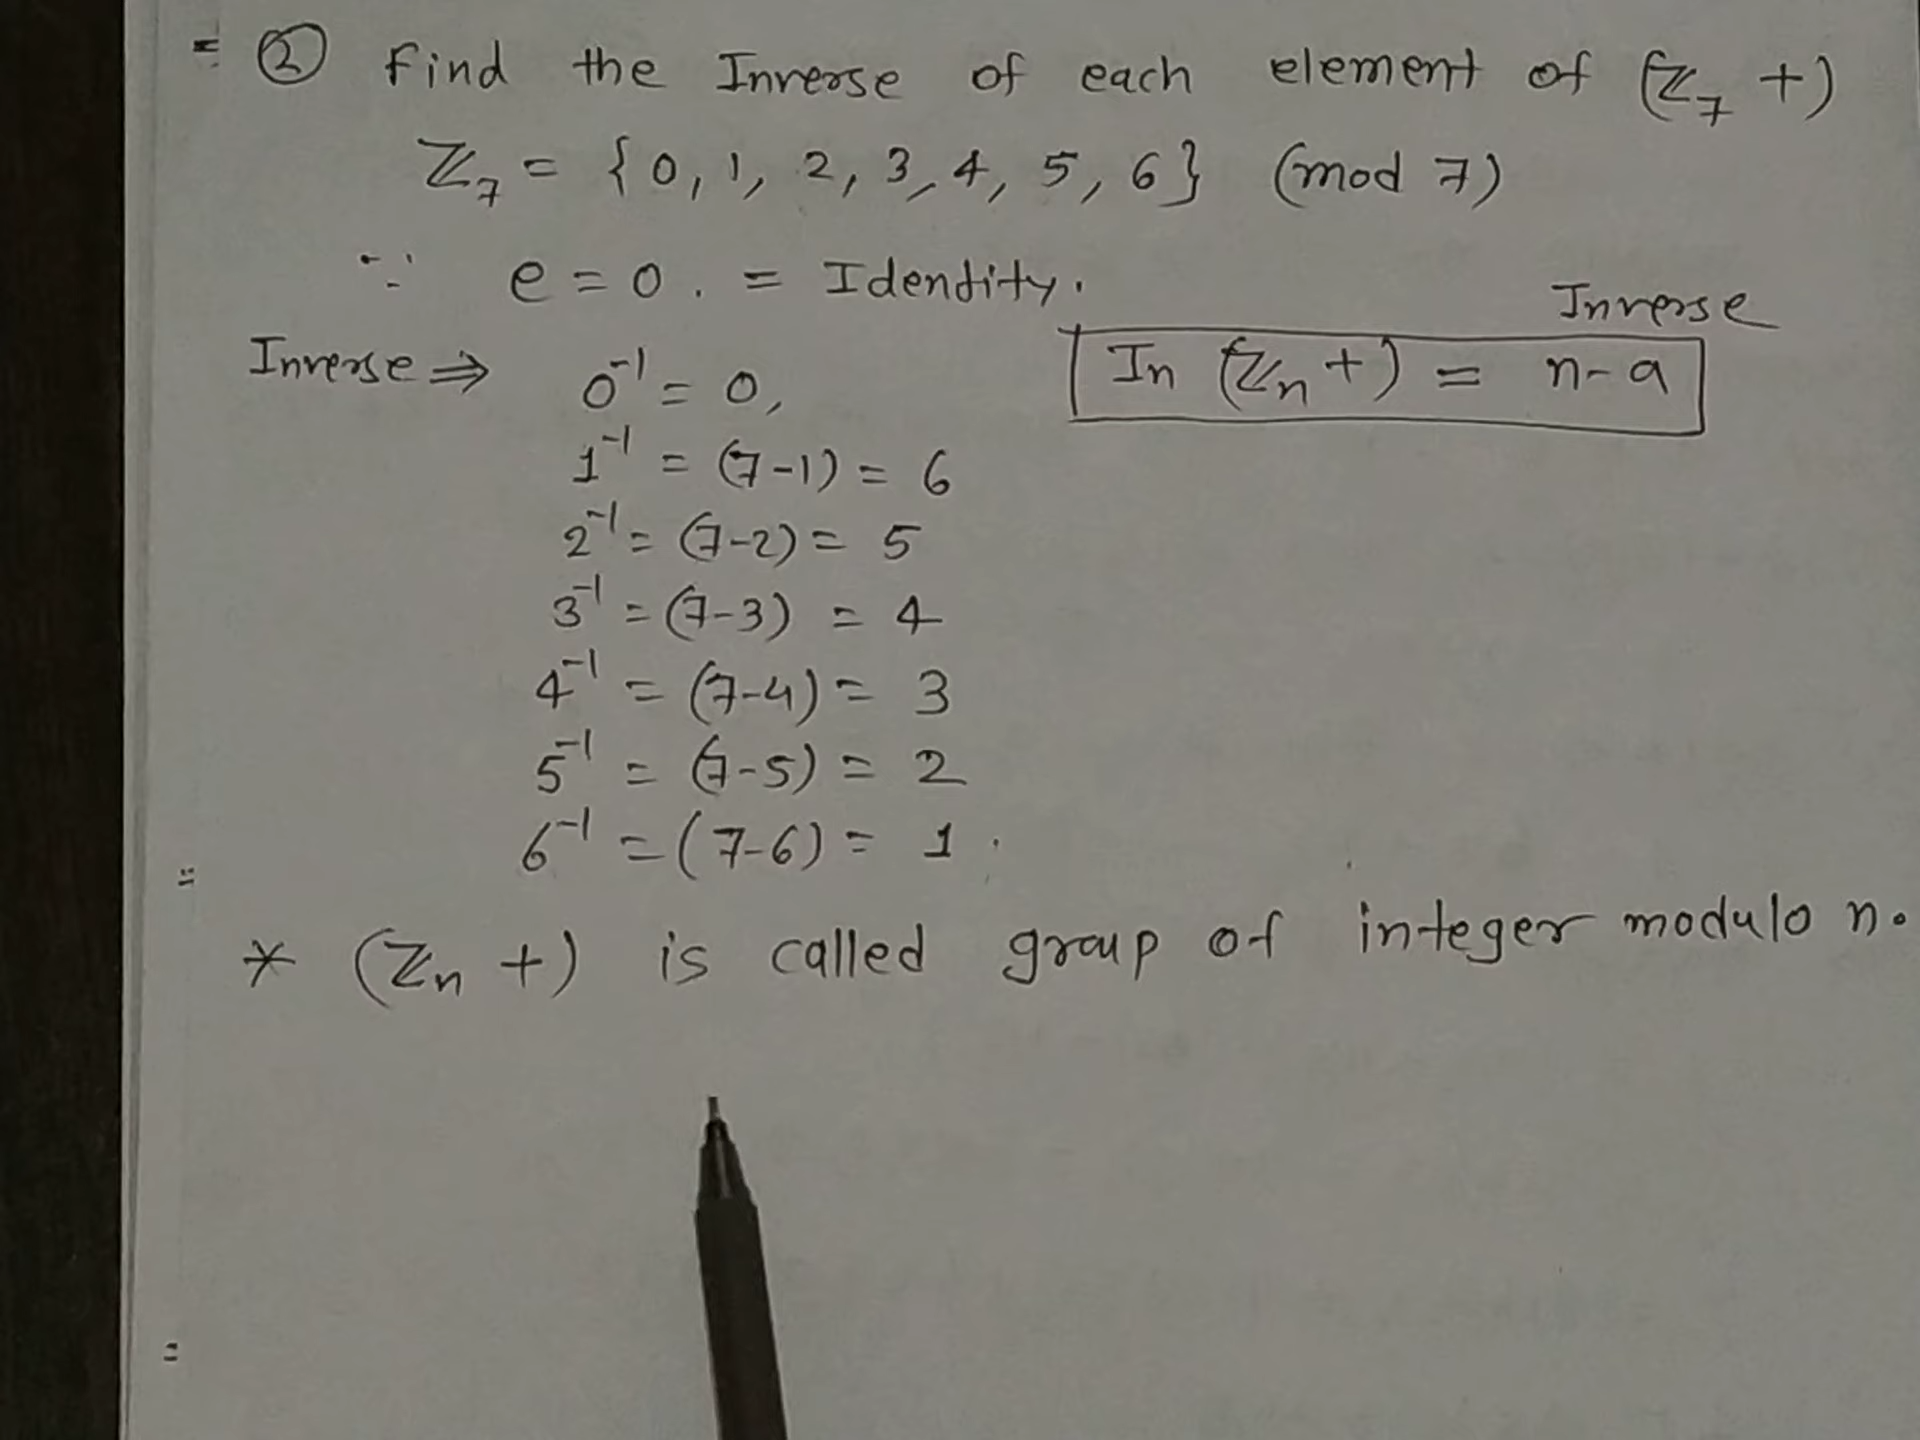 = ② Find the Inverse of each element of (Z₇ +)
Z₇ = {0, 1, 2, 3, 4, 5, 6} (mod 7)
∵ e = 0. = Identity.
Inverse
Inverse ⇒ 0⁻¹ = 0,
In (Zn +) = n-a
1⁻¹ = (7-1) = 6
2⁻¹ = (7-2) = 5
3⁻¹ = (7-3) = 4
4⁻¹ = (7-4) = 3
5⁻¹ = (7-5) = 2
6⁻¹ = (7-6) = 1.
* (Zn +) is called group of integer modulo n.